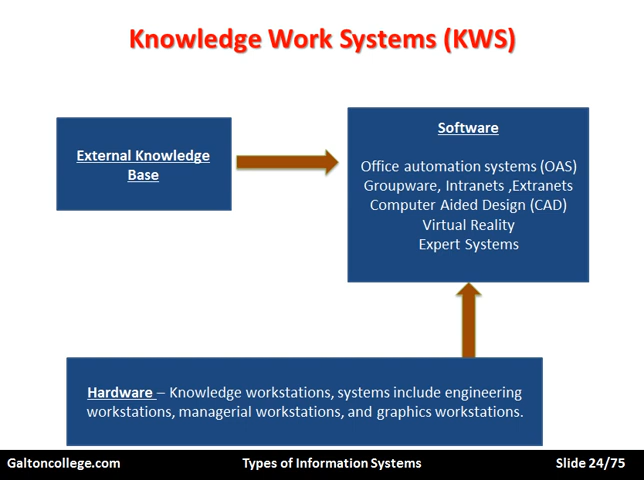 Knowledge Work Systems (KWS)
External Knowledge
Base
Software
Office automation systems (OAS)
Groupware, Intranets ,Extranets
Computer Aided Design (CAD)
Virtual Reality
Expert Systems
Hardware – Knowledge workstations, systems include engineering
workstations, managerial workstations, and graphics workstations.
Galtoncollege.com
Types of Information Systems
Slide 24/75